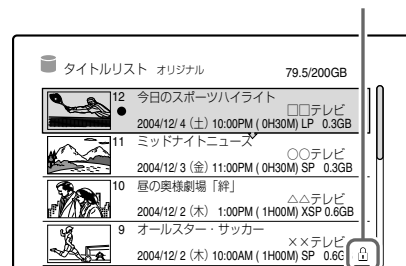 タイトルリスト オリジナル 79.5/200GB
12 今日のスポーツハイライト
□□テレビ
2004/12/ 4 (土) 10:00PM ( 0H30M) LP 0.3GB
11 ミッドナイトニューズ
○○テレビ
2004/12/ 3 (金) 11:00PM ( 0H30M) SP 0.3GB
10 昼の奥様劇場「絆」
△△テレビ
2004/12/ 2 (木) 1:00PM ( 1H00M) XSP 0.6GB
9 オールスター・サッカー
××テレビ
2004/12/ 2 (木) 10:00AM ( 1H00M) SP 0.6G